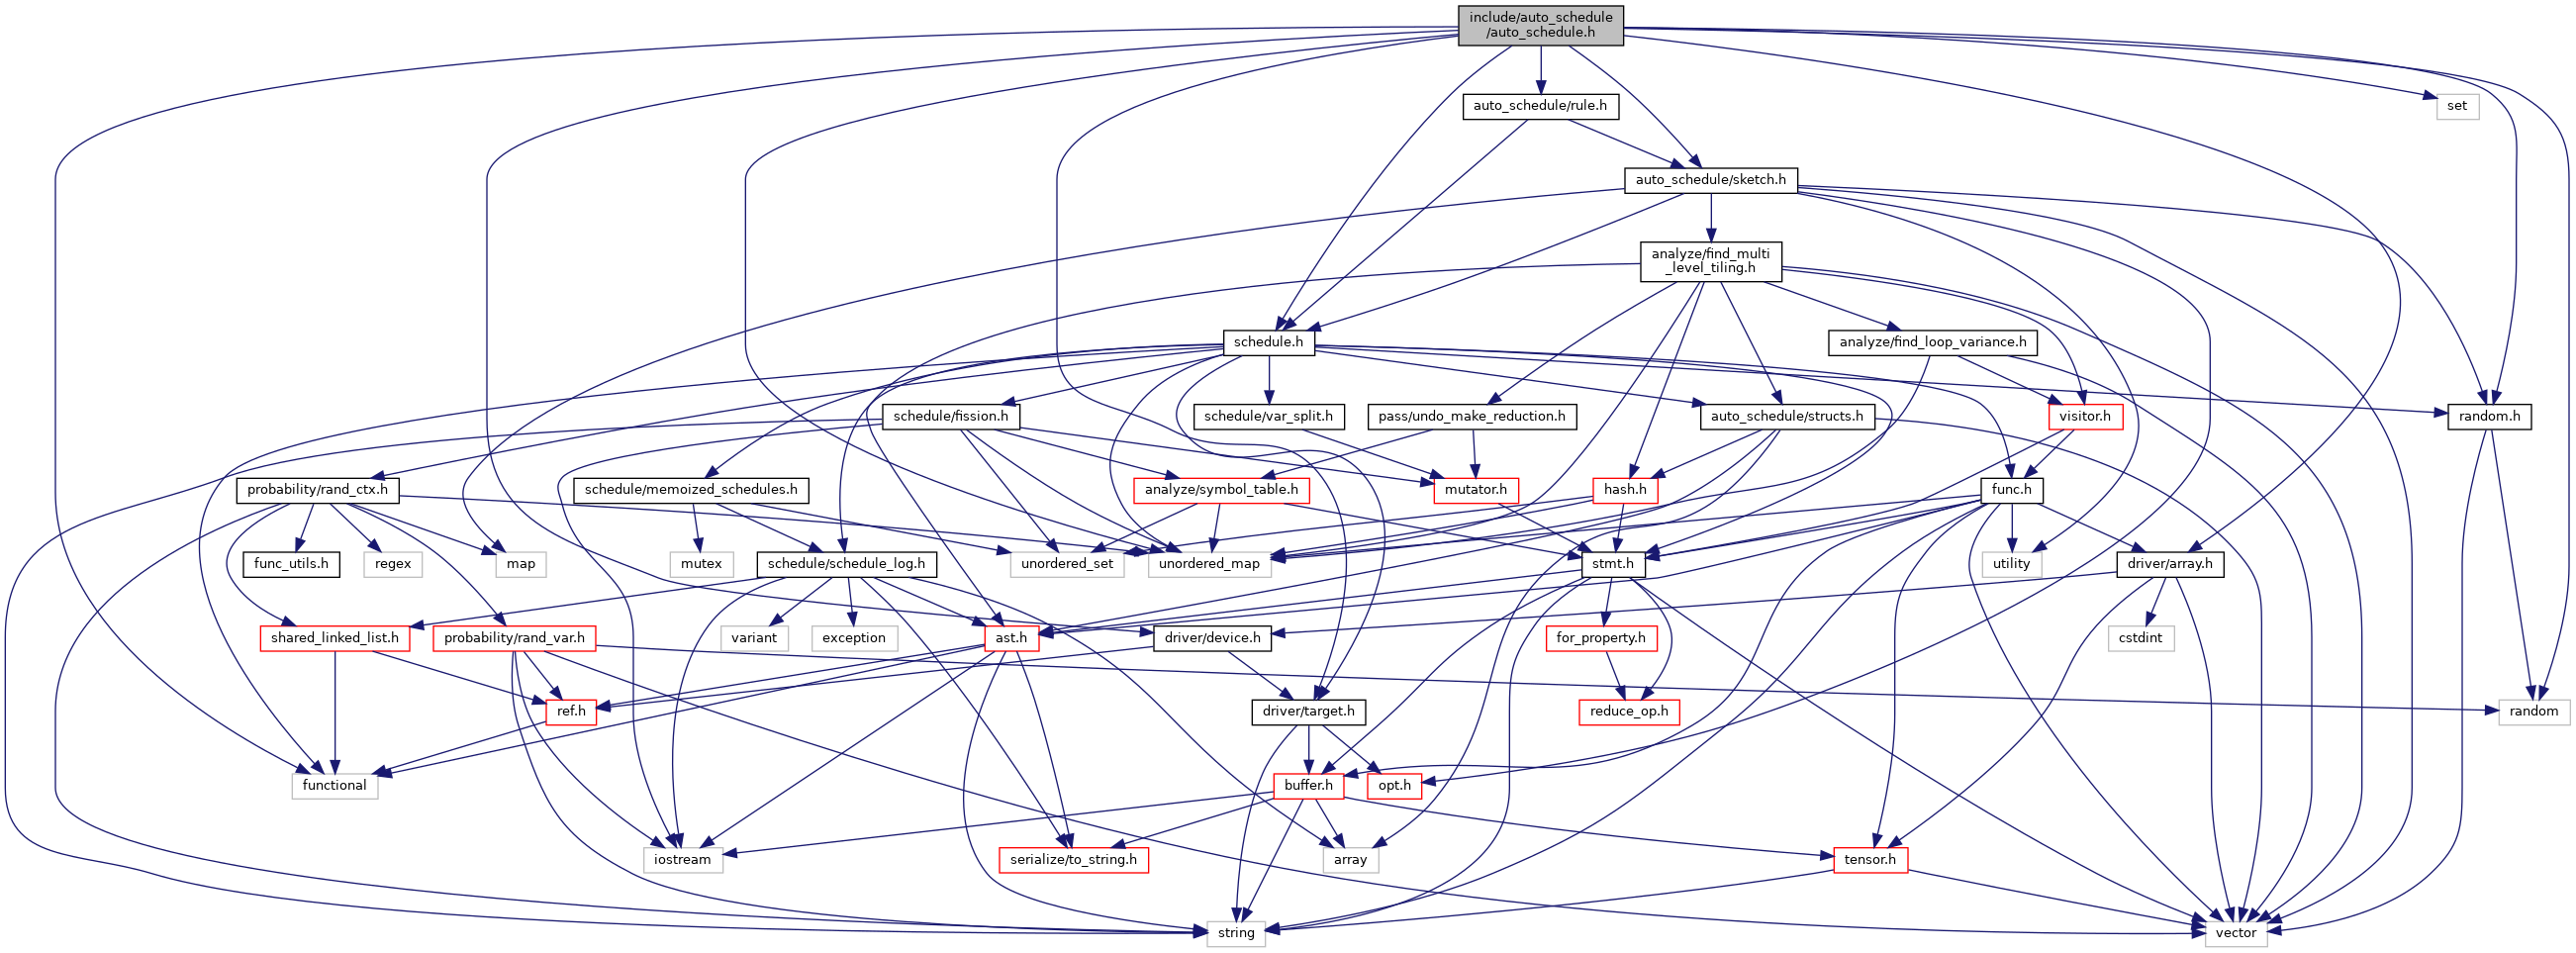 include/auto_schedule
/auto_schedule.h
auto_schedule/rule.h
set
auto_schedule/sketch.h
analyze/find_multi
_level_tiling.h
schedule.h
analyze/find_loop_variance.h
schedule/fission.h
schedule/var_split.h
pass/undo_make_reduction.h
auto_schedule/structs.h
visitor.h
random.h
probability/rand_ctx.h
schedule/memoized_schedules.h
analyze/symbol_table.h
mutator.h
hash.h
func.h
func_utils.h
regex
map
mutex
schedule/schedule_log.h
unordered_set
unordered_map
stmt.h
utility
driver/array.h
shared_linked_list.h
probability/rand_var.h
variant
exception
ast.h
driver/device.h
for_property.h
cstdint
ref.h
driver/target.h
reduce_op.h
random
functional
buffer.h
opt.h
iostream
serialize/to_string.h
array
tensor.h
string
vector